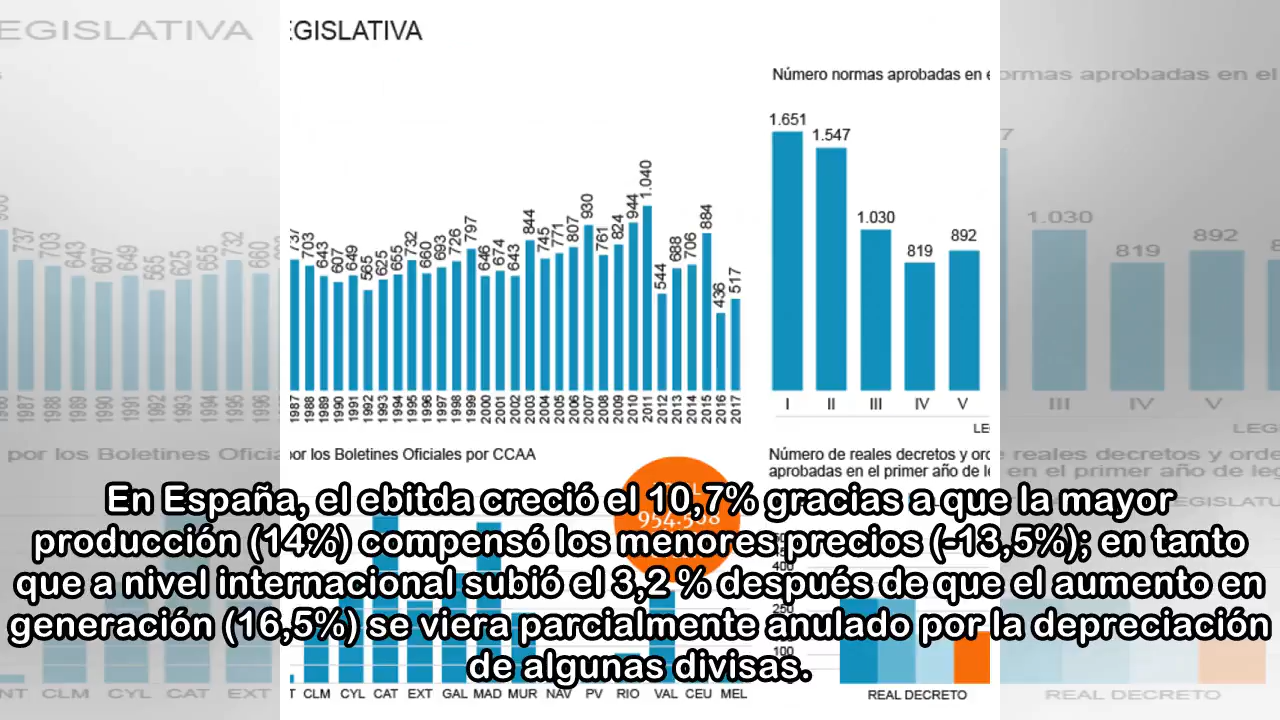 EGISLATIVA
Número normas aprobadas en
1.651
1.547
1.030
819
892
I II III IV V
737 703 643 607 649 565 625 655 732 660 693 726 797 646 674 643 844 745 771 807 930 761 824 944 1.040 544 688 706 884 436 517
1987 1988 1989 1990 1991 1992 1993 1994 1995 1996 1997 1998 1999 2000 2001 2002 2003 2004 2005 2006 2007 2008 2009 2010 2011 2012 2013 2014 2015 2016 2017
LE
por los Boletines Oficiales por CCAA
Número de reales decretos y ord
aprobadas en el primer año de le
En España, el ebitda creció el 10,7% gracias a que la mayor
producción (14%) compensó los menores precios (-13,5%); en tanto
que a nivel internacional subió el 3,2 % después de que el aumento en
generación (16,5%) se viera parcialmente anulado por la depreciación
de algunas divisas.
CLM CYL CAT EXT GAL MAD MUR NAV PV RIO VAL CEU MEL
REAL DECRETO